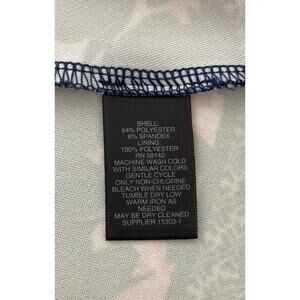 SHELL:
94% POLYESTER
6% SPANDEX
LINING:
100% POLYESTER
RN 58142
MACHINE WASH COLD
WITH SIMILAR COLORS
GENTLE CYCLE
ONLY NON-CHLORINE
BLEACH WHEN NEEDED
TUMBLE DRY LOW
WARM IRON AS
NEEDED
MAY BE DRY CLEANED
SUPPLIER 15303-1